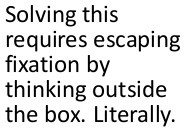 Solving this
requires escaping
fixation by
thinking outside
the box. Literally.